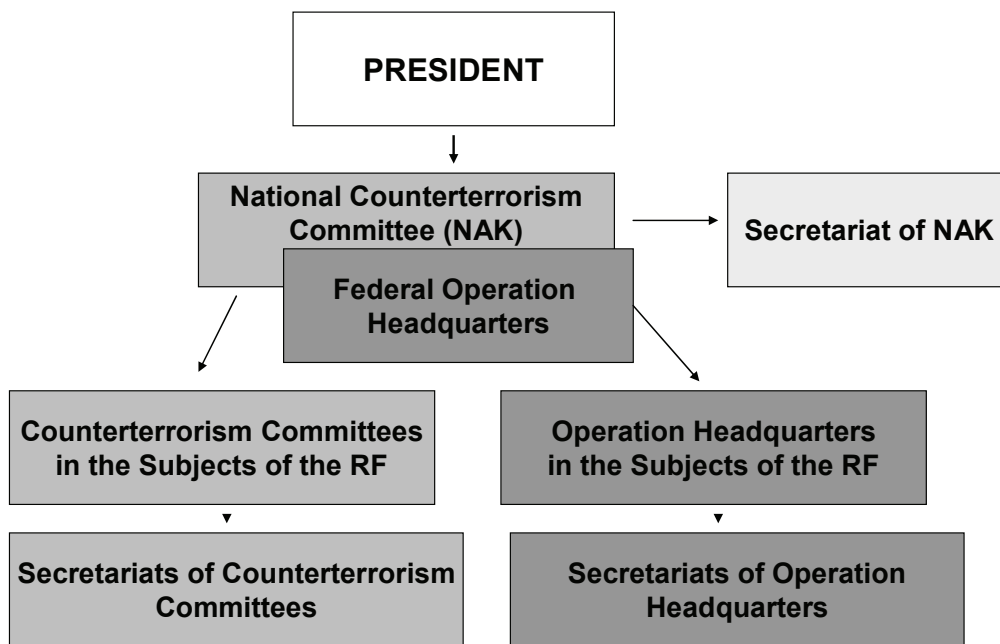 PRESIDENT
National Counterterrorism
Committee (NAK)
Secretariat of NAK
Federal Operation
Headquarters
Counterterrorism Committees
in the Subjects of the RF
Operation Headquarters
in the Subjects of the RF
Secretariats of Counterterrorism
Committees
Secretariats of Operation
Headquarters